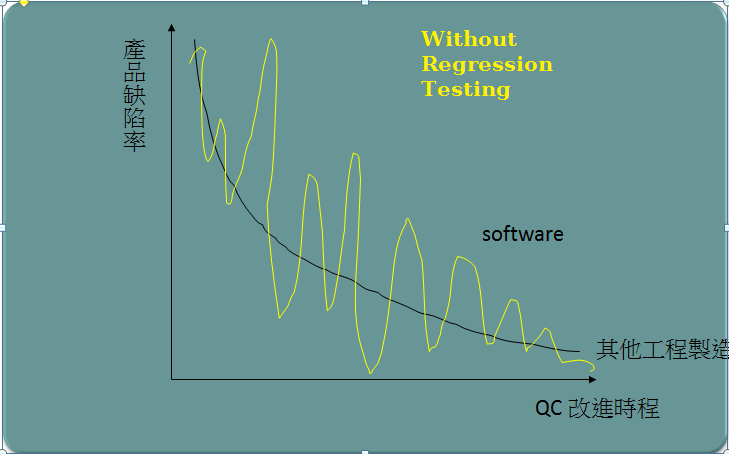 產品缺陷率
Without
Regression
Testing
software
其他工程製造
QC 改進時程